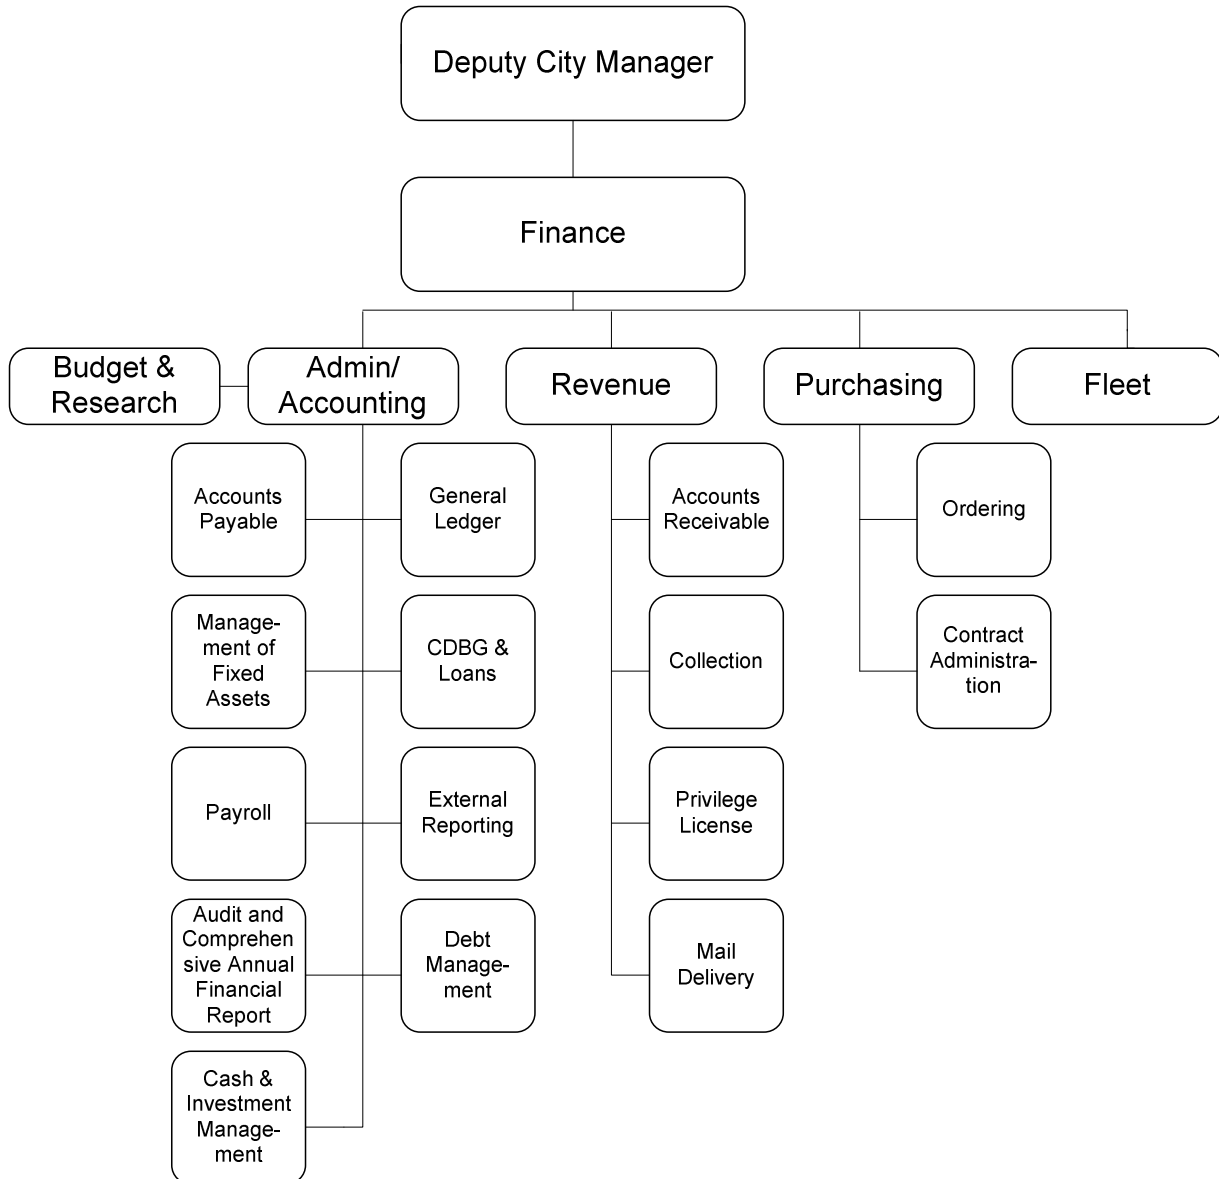 Deputy City Manager
Finance
Budget &
Research
Admin/
Accounting
Revenue
Purchasing
Fleet
Accounts
Payable
General
Ledger
Accounts
Receivable
Ordering
Manage-
ment of
Fixed
Assets
CDBG &
Loans
Collection
Contract
Administra-
tion
Payroll
External
Reporting
Privilege
License
Audit and
Comprehen
sive Annual
Financial
Report
Debt
Manage-
ment
Mail
Delivery
Cash &
Investment
Manage-
ment